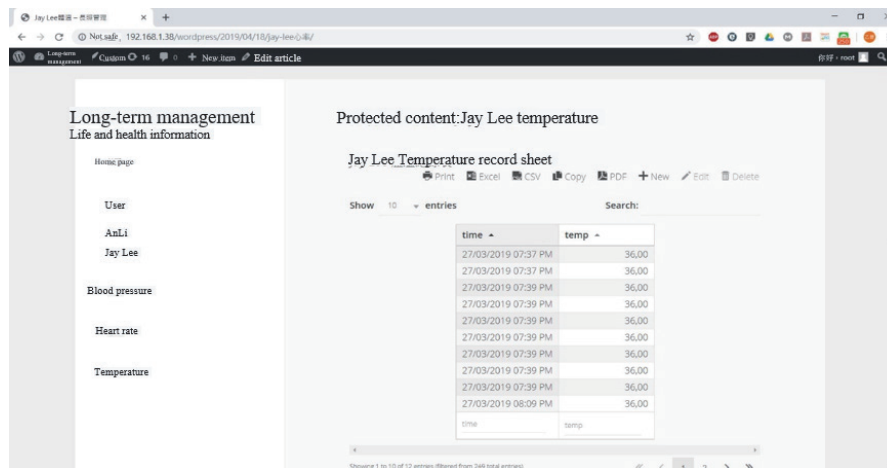 Jay Lee體溫 – 長照管理
Not safe, 192.168.1.38/wordpress/2019/04/18/jay-lee心率/
Long-term management Custom 16 0 New item Edit article 你好，root
Long-term management
Life and health information
Home page
User
AnLi
Jay Lee
Blood pressure
Heart rate
Temperature
Protected content:Jay Lee temperature
Jay Lee Temperature record sheet
Print Excel CSV Copy PDF New Edit Delete
Show 10 entries Search:
time temp
27/03/2019 07:37 PM 36,00
27/03/2019 07:37 PM 36,00
27/03/2019 07:39 PM 36,00
27/03/2019 07:39 PM 36,00
27/03/2019 07:39 PM 36,00
27/03/2019 07:39 PM 36,00
27/03/2019 07:39 PM 36,00
27/03/2019 07:39 PM 36,00
27/03/2019 07:39 PM 36,00
27/03/2019 08:09 PM 36,00
time temp
Showing 1 to 10 of 12 entries (filtered from total entries)
1 2